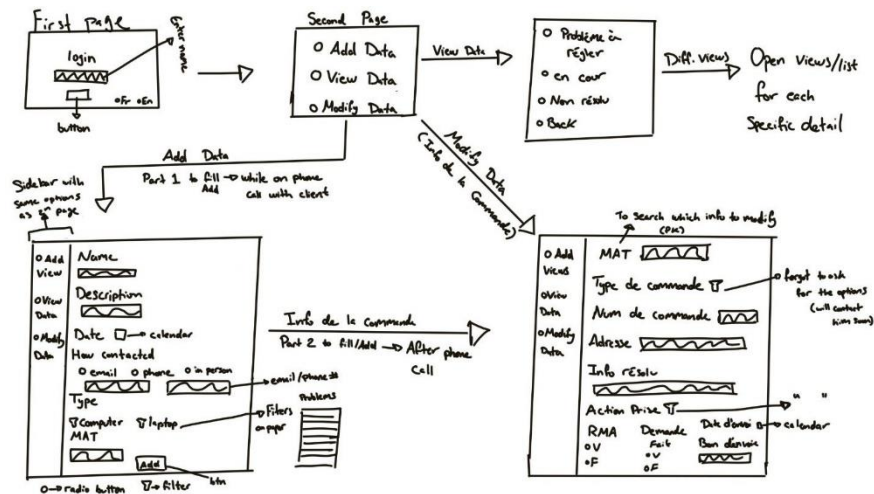 First page
login
Enter name
button
Fr
En
Second Page
Add Data
View Data
Modify Data
View Data
Problème à
régler
en cour
Non résolu
Back
Diff. views
Open views/list
for each
Specific detail
Add Data
Part 1 to fill → while on phone
Add
call with client
Modify Data
(Info de la Commande)
Sidebar with
same options
as 2ⁿ page
Add
View
View
Data
Modify
Data
Name
Description
Date
calendar
How contacted
email
phone
in person
email/phone #
Type
Computer
laptop
Filters
on paper
Problems
MAT
Add
btn
radio button
filter
Info de la Commande
Part 2 to fill/Add → After phone
Call
To search which info to modify
(PK)
Add
Views
View
Data
Modify
Data
MAT
Type de commande
forgot to ask
for the options
(will contact
him soon)
Num de commande
Adresse
Info résolu
Action Prise
" "
RMA
V
F
Demande
Fait
V
F
Date d'envoi
calendar
Bon d'envoie